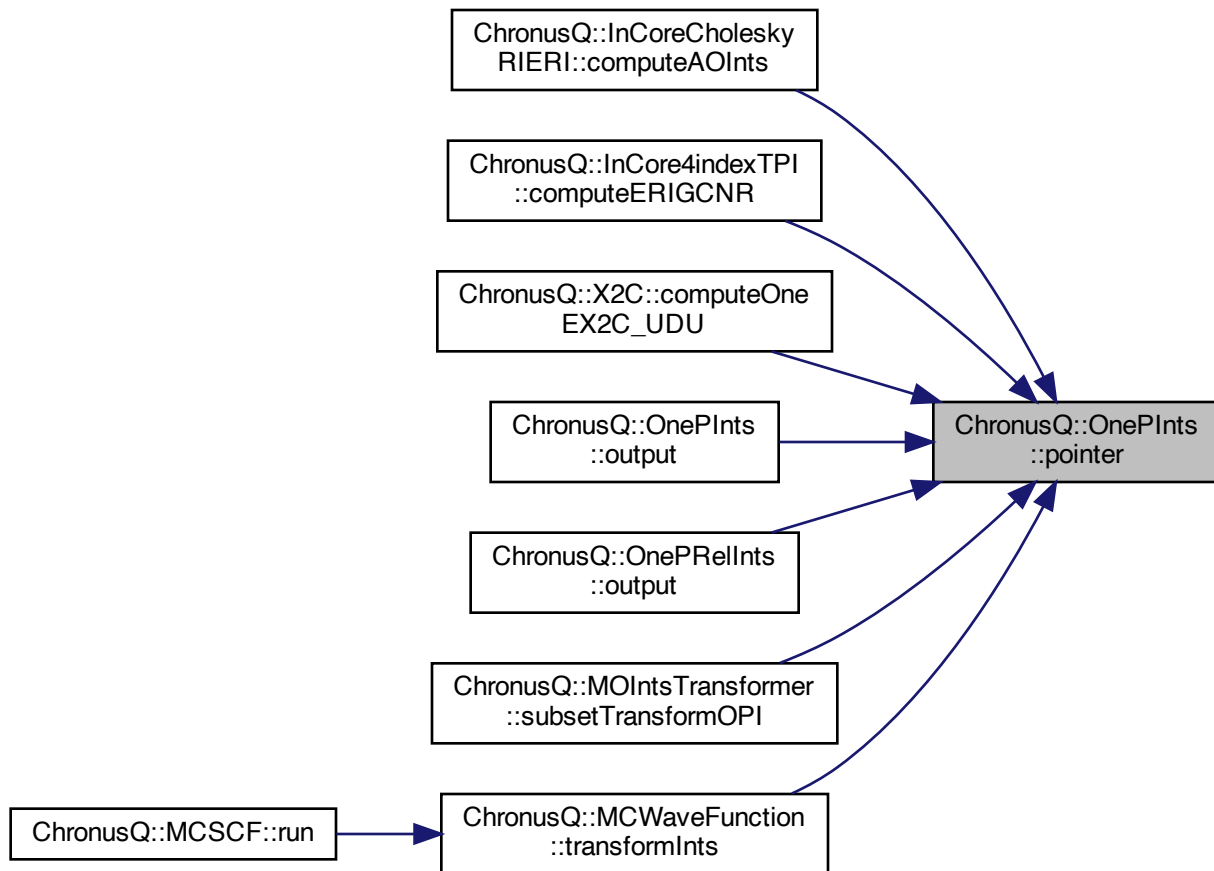 ChronusQ::InCoreCholesky
RIERI::computeAOInts
ChronusQ::InCore4indexTPI
::computeERIGCNR
ChronusQ::X2C::computeOne
EX2C_UDU
ChronusQ::OnePInts
::output
ChronusQ::OnePInts
::pointer
ChronusQ::OnePRelInts
::output
ChronusQ::MOIntsTransformer
::subsetTransformOPI
ChronusQ::MCSCF::run
ChronusQ::MCWaveFunction
::transformInts